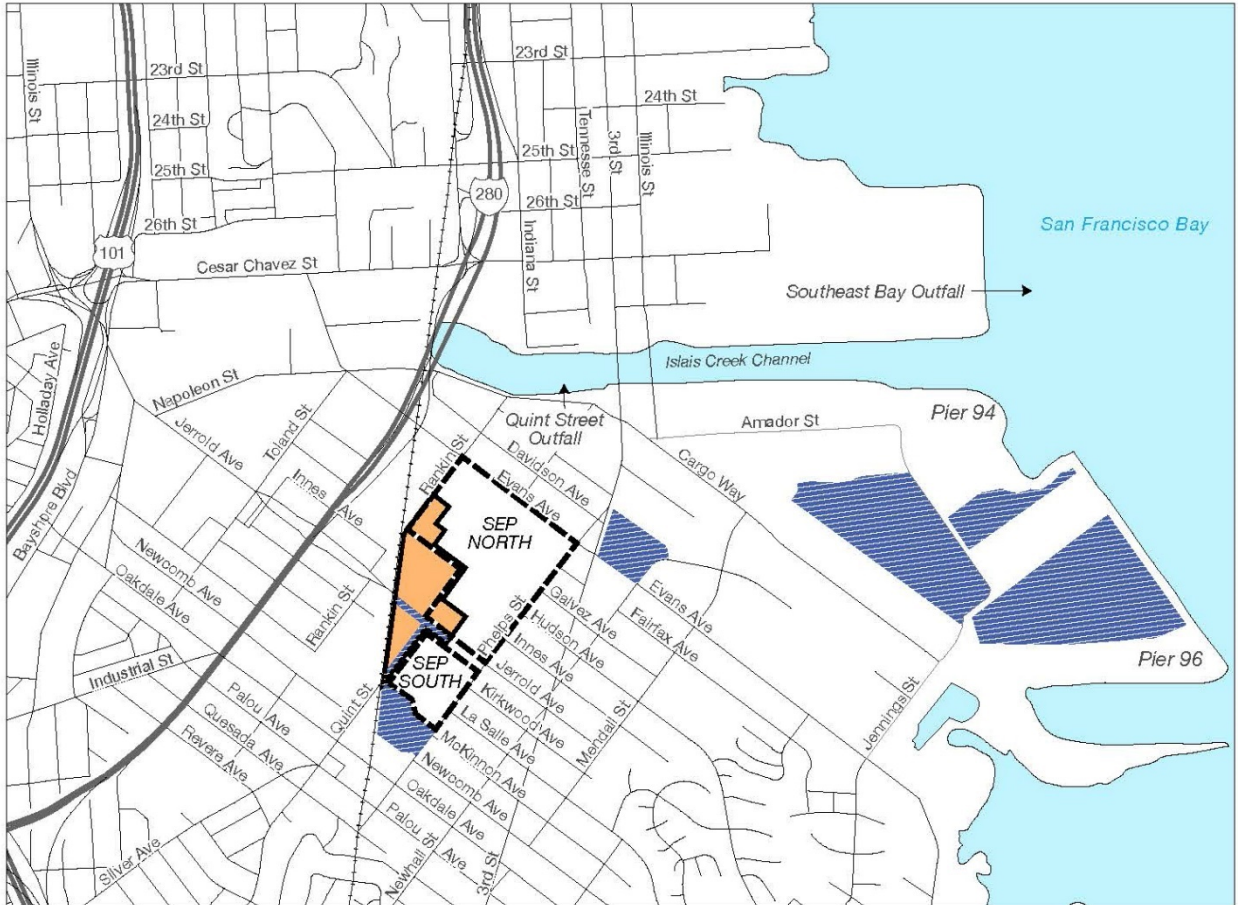 Illinois St
23rd St
24th St
25th St
26th St
101
Cesar Chavez St
280
23rd St
24th St
Tennesse St
3rd St
Illinois St
25th St
26th St
Indiana St
San Francisco Bay
Southeast Bay Outfall
Islais Creek Channel
Holladay Ave
Bayshore Blvd
Napoleon St
Jerrold Ave
Toland St
Innes Ave
Quint Street
Outfall
Amador St
Pier 94
Rankin St
Davidson Ave
Evans Ave
Cargo Way
SEP
NORTH
Newcomb Ave
Oakdale Ave
Rankin St
Industrial St
Phelps St
Galvez Ave
Hudson Ave
Innes Ave
Jerrold Ave
Evans Ave
Fairfax Ave
SEP
SOUTH
Kirkwood Ave
La Salle Ave
McKinnon Ave
Newcomb Ave
Oakdale Ave
Palou Ave
Mendall St
Jennings St
Pier 96
Quint St
Palou Ave
Quesada Ave
Revere Ave
Silver Ave
Newhall St
3rd St